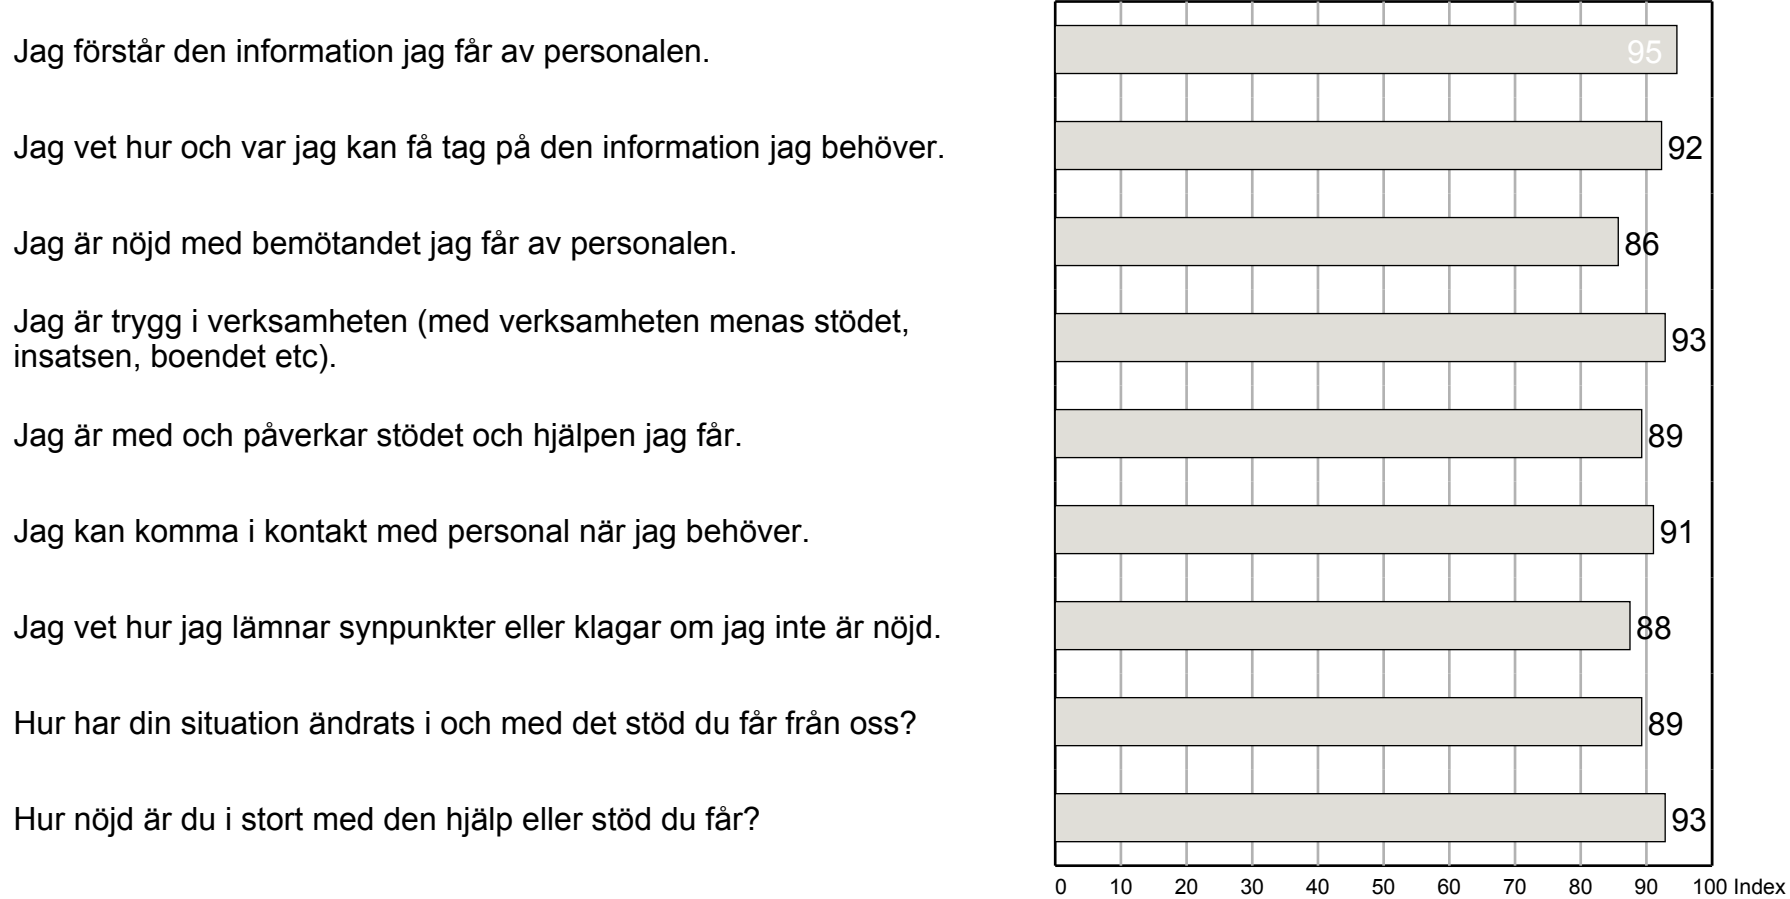 Jag förstår den information jag får av personalen.
95
Jag vet hur och var jag kan få tag på den information jag behöver.
92
Jag är nöjd med bemötandet jag får av personalen.
86
Jag är trygg i verksamheten (med verksamheten menas stödet,
insatsen, boendet etc).
93
Jag är med och påverkar stödet och hjälpen jag får.
89
Jag kan komma i kontakt med personal när jag behöver.
91
Jag vet hur jag lämnar synpunkter eller klagar om jag inte är nöjd.
88
Hur har din situation ändrats i och med det stöd du får från oss?
89
Hur nöjd är du i stort med den hjälp eller stöd du får?
93
0 10 20 30 40 50 60 70 80 90 100 Index